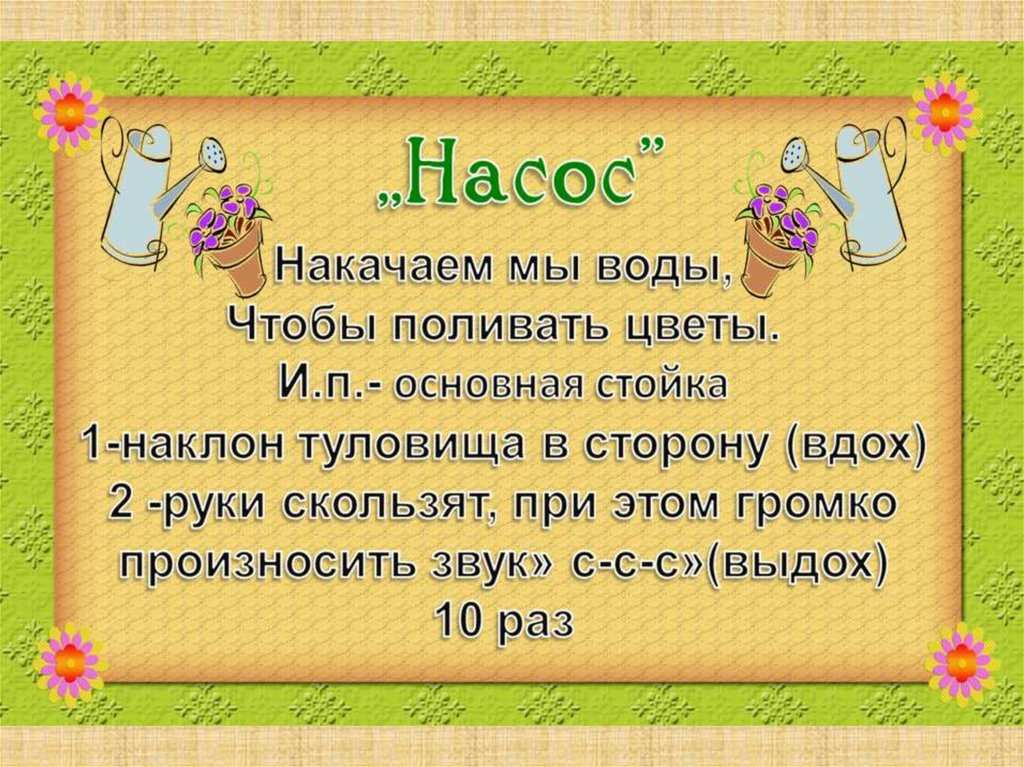 „Насос”
Накачаем мы воды,
Чтобы поливать цветы.
И.п.- основная стойка
1-наклон туловища в сторону (вдох)
2 -руки скользят, при этом громко
произносить звук» с-с-с»(выдох)
10 раз